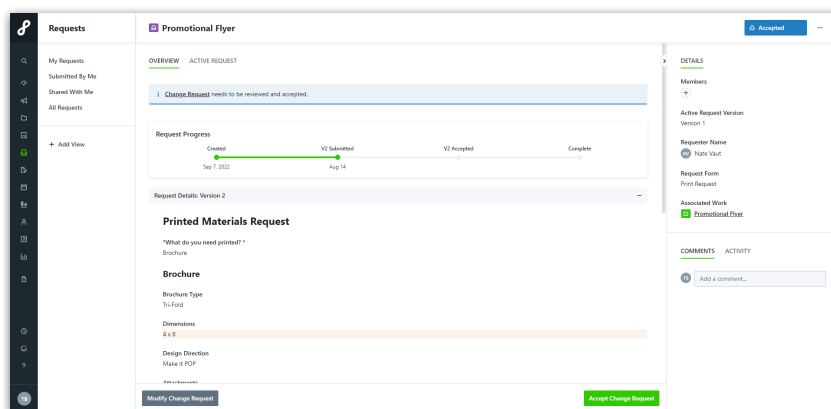 Requests
Promotional Flyer
Accepted
My Requests
Submitted By Me
Shared With Me
All Requests
+ Add View
OVERVIEW
ACTIVE REQUEST
i Change Request needs to be reviewed and accepted.
Request Progress
Created
V2 Submitted
V2 Accepted
Complete
Sep 7, 2022
Aug 14
Request Details: Version 2
Printed Materials Request
*What do you need printed? *
Brochure
Brochure
Brochure Type
Tri-Fold
Dimensions
4 x 8
Design Direction
Make it POP
Attachments
Modify Change Request
Accept Change Request
DETAILS
Members
Active Request Version
Version 1
Requester Name
NV Nate Vaut
Request Form
Print Request
Associated Work
Promotional Flyer
COMMENTS
ACTIVITY
TB Add a comment...
?
TB